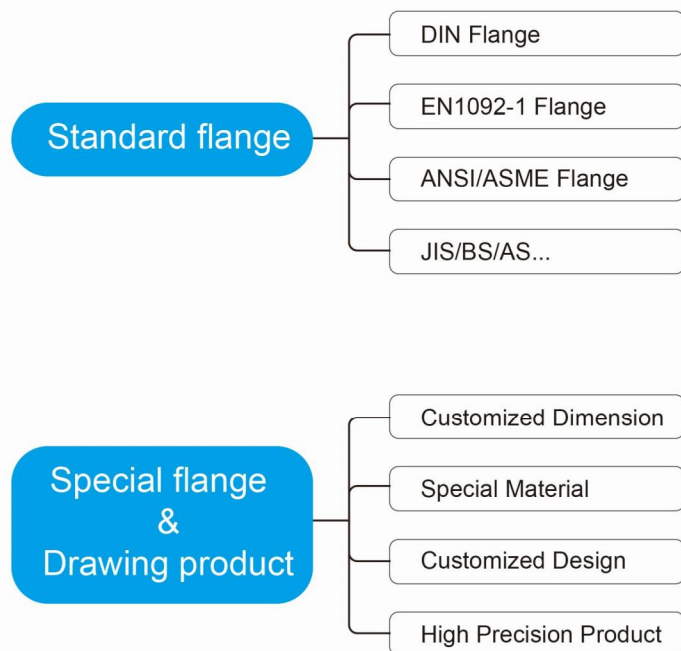 DIN Flange
EN1092-1 Flange
Standard flange
ANSI/ASME Flange
JIS/BS/AS...
Customized Dimension
Special flange
&
Drawing product
Special Material
Customized Design
High Precision Product